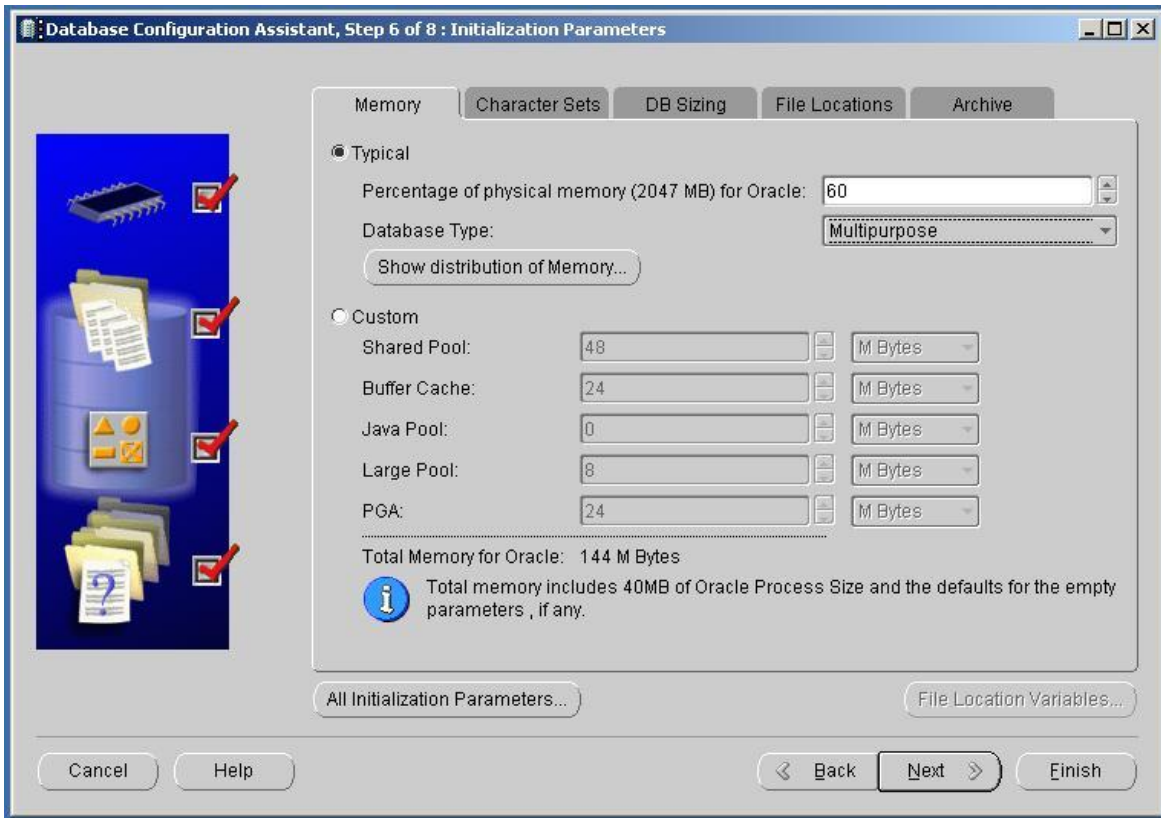 Database Configuration Assistant, Step 6 of 8 : Initialization Parameters
Memory Character Sets DB Sizing File Locations Archive
Typical
Percentage of physical memory (2047 MB) for Oracle: 60
Database Type: Multipurpose
Show distribution of Memory...
Custom
Shared Pool: 48 M Bytes
Buffer Cache: 24 M Bytes
Java Pool: 0 M Bytes
Large Pool: 8 M Bytes
PGA: 24 M Bytes
Total Memory for Oracle: 144 M Bytes
Total memory includes 40MB of Oracle Process Size and the defaults for the empty
parameters , if any.
?
All Initialization Parameters... File Location Variables...
Cancel Help Back Next Finish